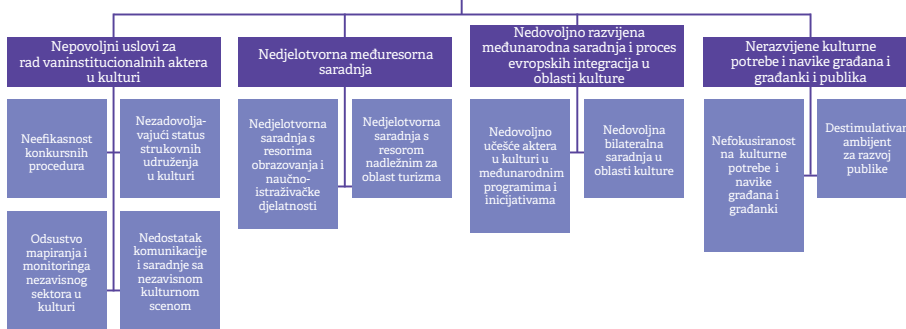 Nepovoljni uslovi za
rad vaninstitucionalnih aktera
u kulturi
Neefikasnost
konkursnih
procedura
Nezadovolja-
vajući status
strukovnih
udruženja
u kulturi
Odsustvo
mapiranja i
monitoringa
nezavisnog
sektora u
kulturi
Nedostatak
komunikacije
i saradnje sa
nezavisnom
kulturnom
scenom
Nedjelotvorna međuresorna
saradnja
Nedjelotvorna
saradnja s
resorima
obrazovanja i
naučno-
istraživačke
djelatnosti
Nedjelotvorna
saradnja s
resorom
nadležnim za
oblast turizma
Nedovoljno razvijena
međunarodna saradnja i proces
evropskih integracija u
oblasti kulture
Nedovoljno
učešće aktera
u kulturi u
međunarodnim
programima i
inicijativama
Nedovoljna
bilateralna
saradnja u
oblasti kulture
Nerazvijene kulturne
potrebe i navike građana i
građanki i publika
Nefokusiranost
na kulturne
potrebe i
navike
građana i
građanki
Destimulativan
ambijent
za razvoj
publike